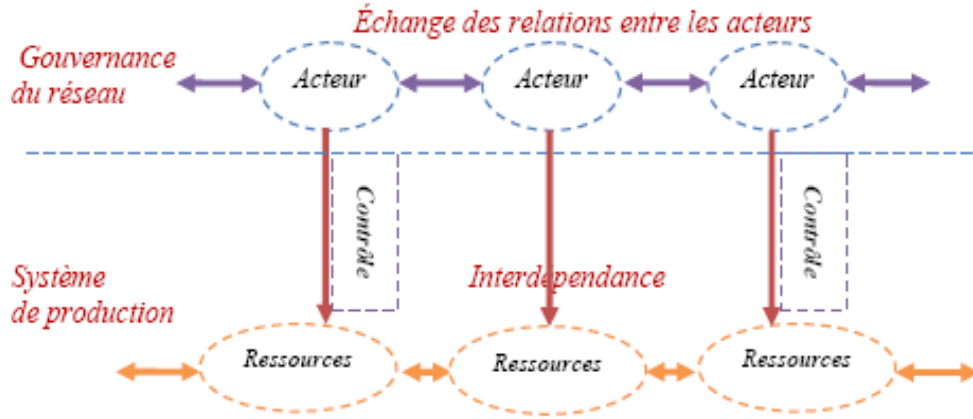 Échange des relations entre les acteurs
Gouvernance
du réseau
Acteur
Acteur
Acteur
Contrôle
Contrôle
Système
de production
Interdépendance
Ressources
Ressources
Ressources